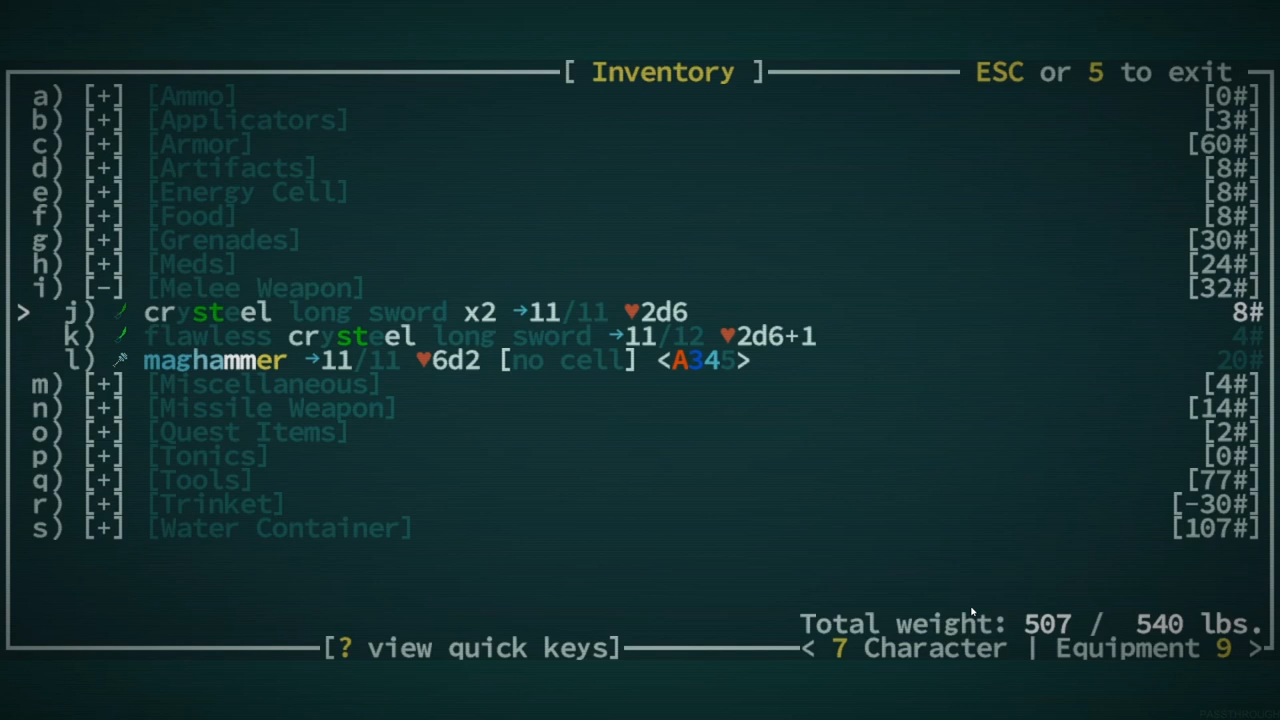 [ Inventory ] ESC or 5 to exit
a) [+] [Ammo] [0#]
b) [+] [Applicators] [3#]
c) [+] [Armor] [60#]
d) [+] [Artifacts] [8#]
e) [+] [Energy Cell] [8#]
f) [+] [Food] [8#]
g) [+] [Grenades] [30#]
h) [+] [Meds] [24#]
i) [-] [Melee Weapon] [32#]
> j) crysteel long sword x2 →11/11 ♥2d6 8#
k) flawless crysteel long sword →11/12 ♥2d6+1 4#
l) maghammer →11/11 ♥6d2 [no cell] <A345> 20#
m) [+] [Miscellaneous] [4#]
n) [+] [Missile Weapon] [14#]
o) [+] [Quest Items] [2#]
p) [+] [Tonics] [0#]
q) [+] [Tools] [77#]
r) [+] [Trinket] [-30#]
s) [+] [Water Container] [107#]
Total weight: 507 / 540 lbs.
[? view quick keys] < 7 Character | Equipment 9 >